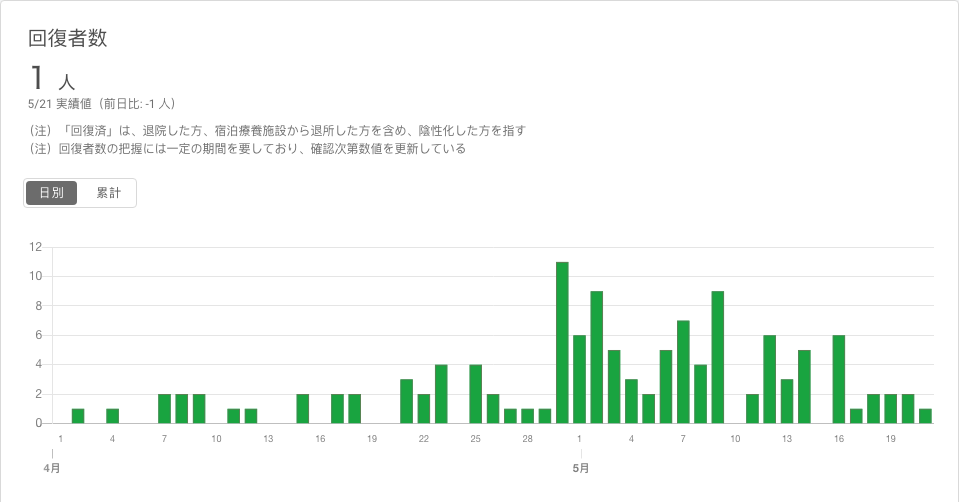 回復者数
1 人
5/21 実績値（前日比: -1 人）
（注）「回復済」は、退院した方、宿泊療養施設から退所した方を含め、陰性化した方を指す
（注）回復者数の把握には一定の期間を要しており、確認次第数値を更新している
日別 累計
12
10
8
6
4
2
0
1 4 7 10 13 16 19 22 25 28 1 4 7 10 13 16 19
4月 5月